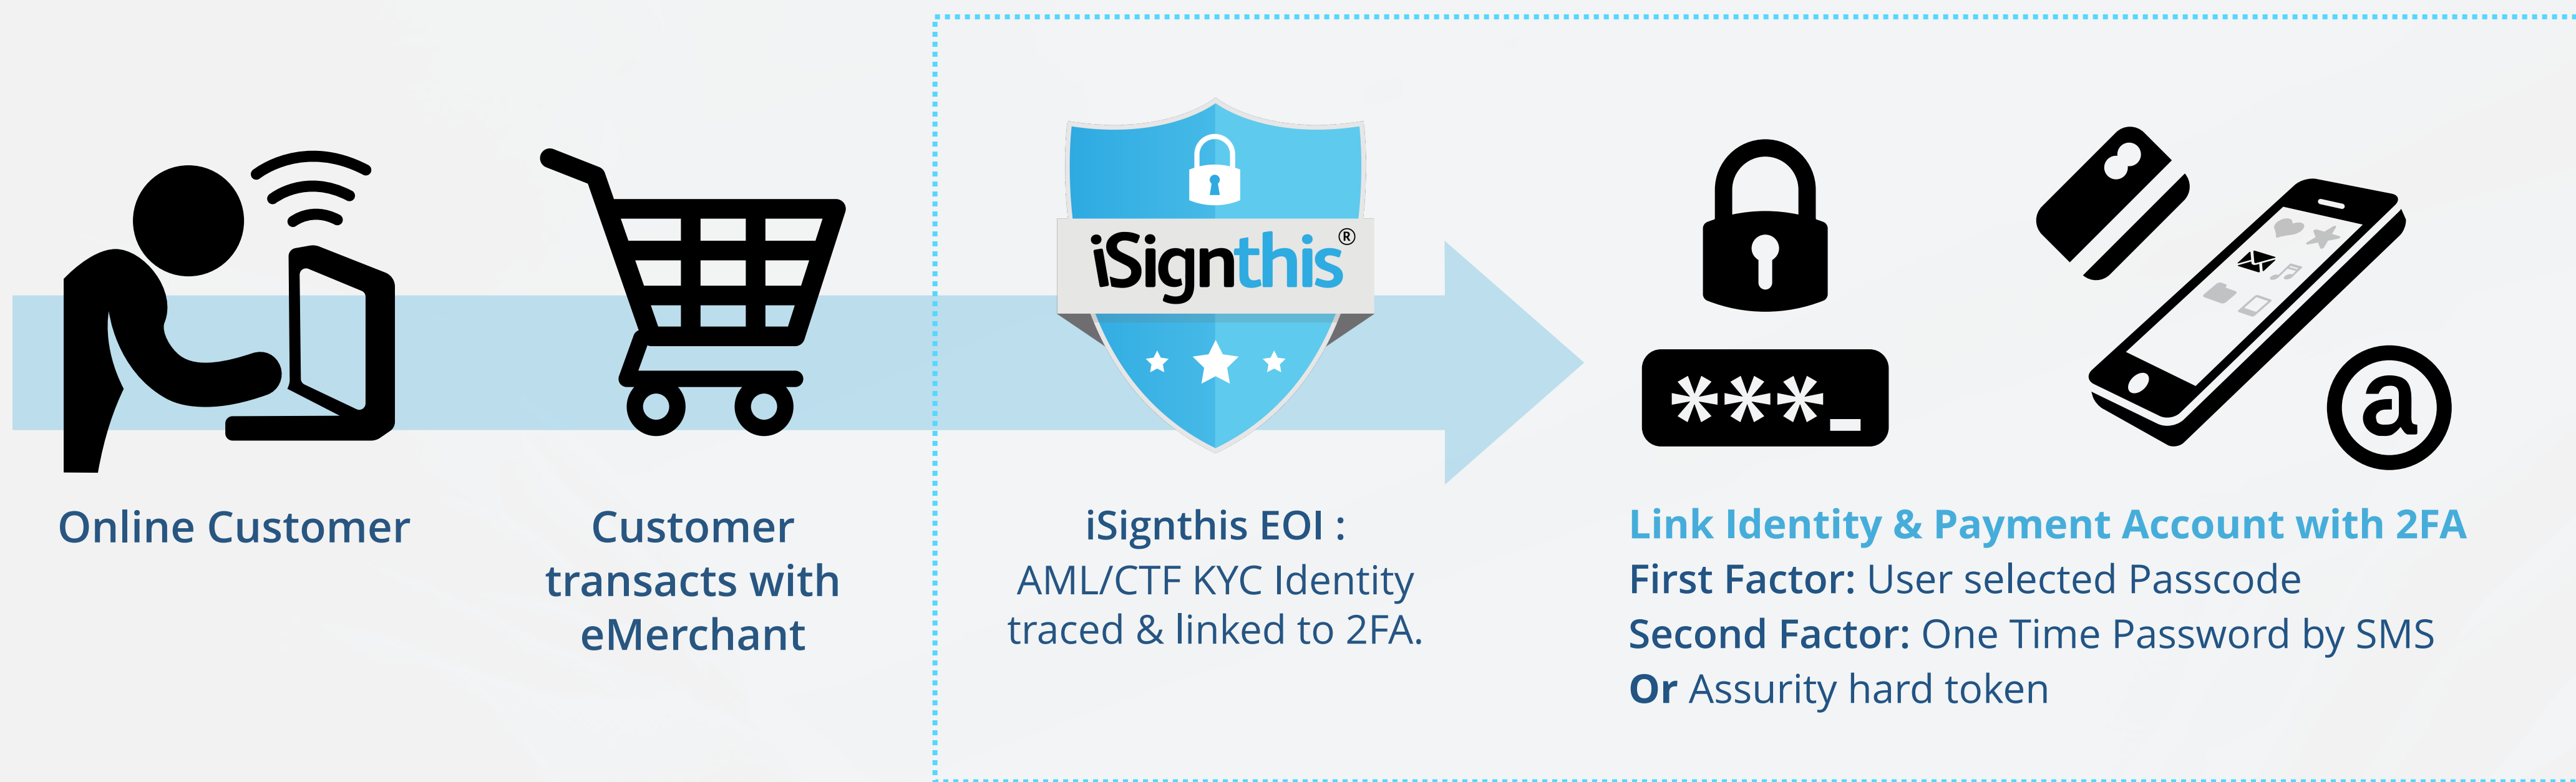 Online Customer
Customer
transacts with
eMerchant
iSignthis®
iSignthis EOI :
AML/CTF KYC Identity
traced & linked to 2FA.
***_
a
Link Identity & Payment Account with 2FA
First Factor: User selected Passcode
Second Factor: One Time Password by SMS
Or Assurity hard token